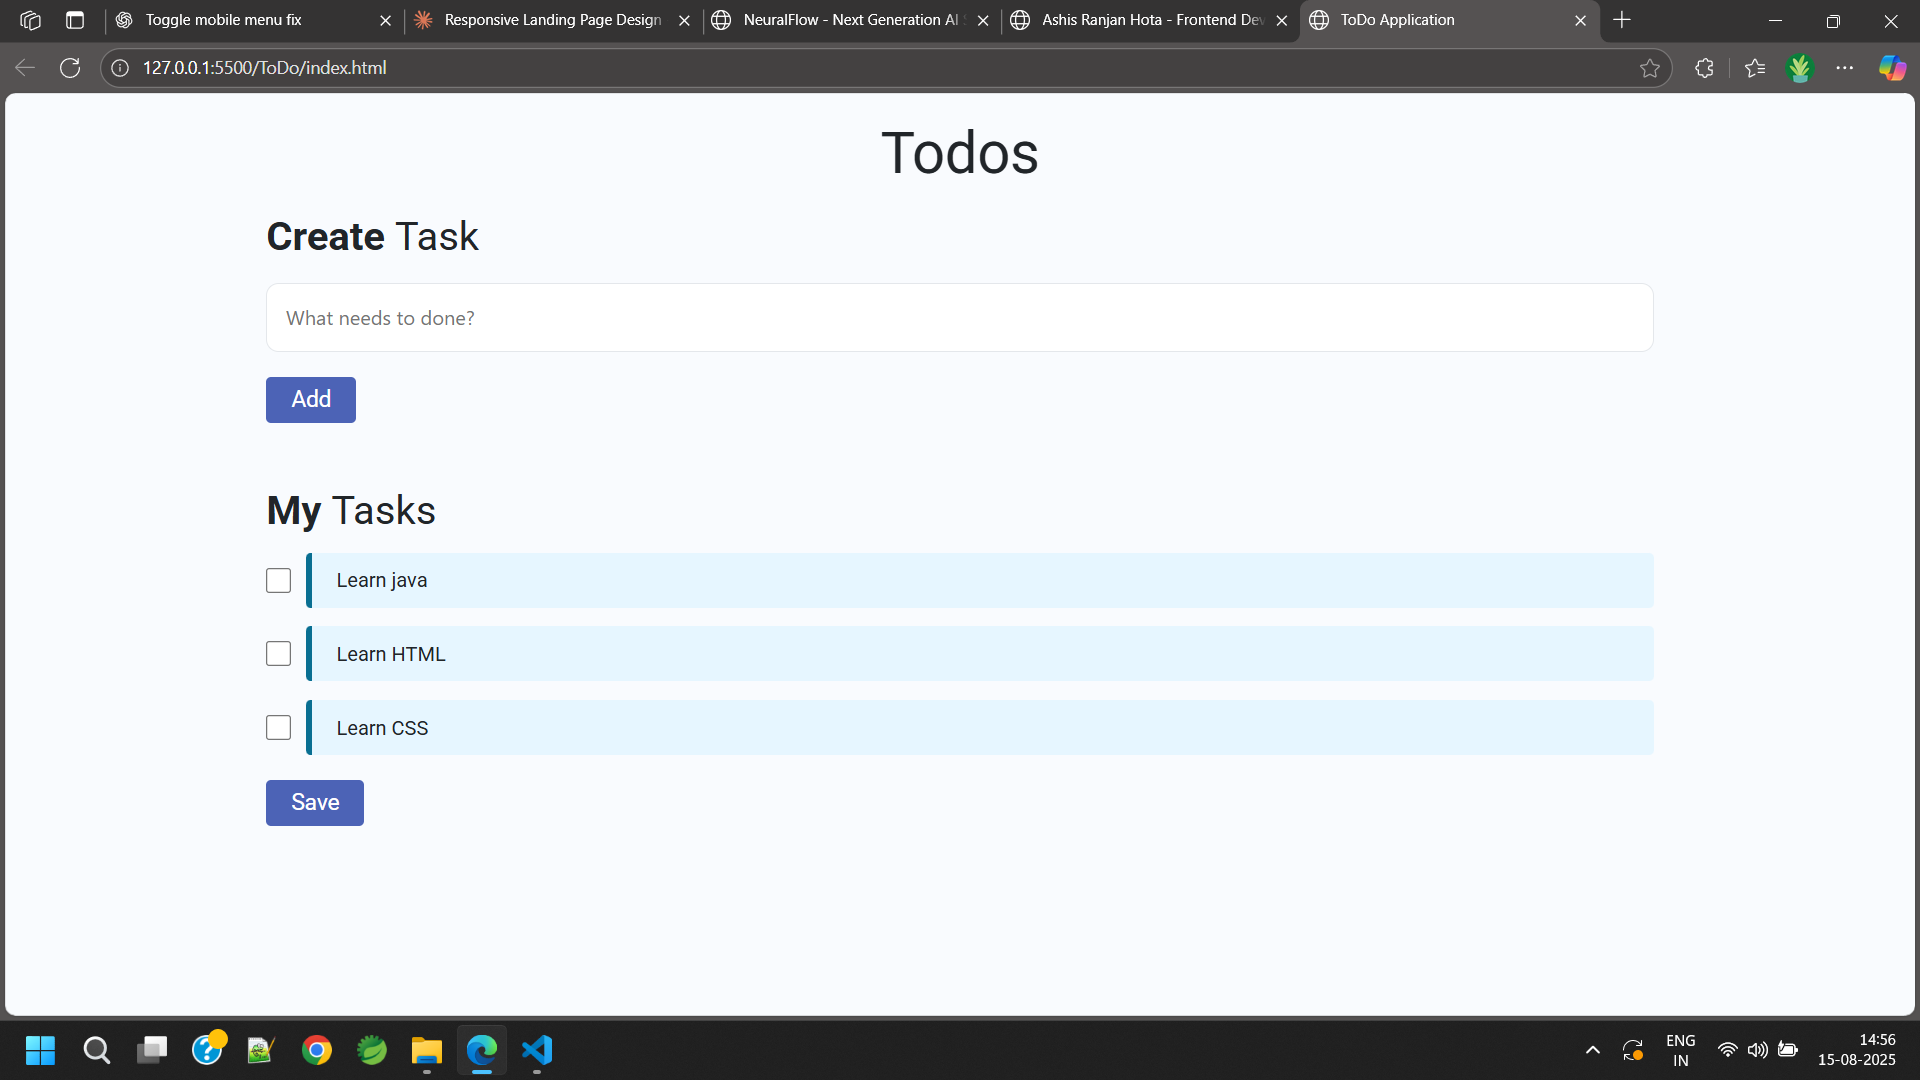 Toggle mobile menu fix
Responsive Landing Page Design
NeuralFlow - Next Generation AI
Ashis Ranjan Hota - Frontend Dev
ToDo Application
127.0.0.1:5500/ToDo/index.html
Todos
Create Task
What needs to done?
Add
My Tasks
Learn java
Learn HTML
Learn CSS
Save
ENG
IN
14:56
15-08-2025